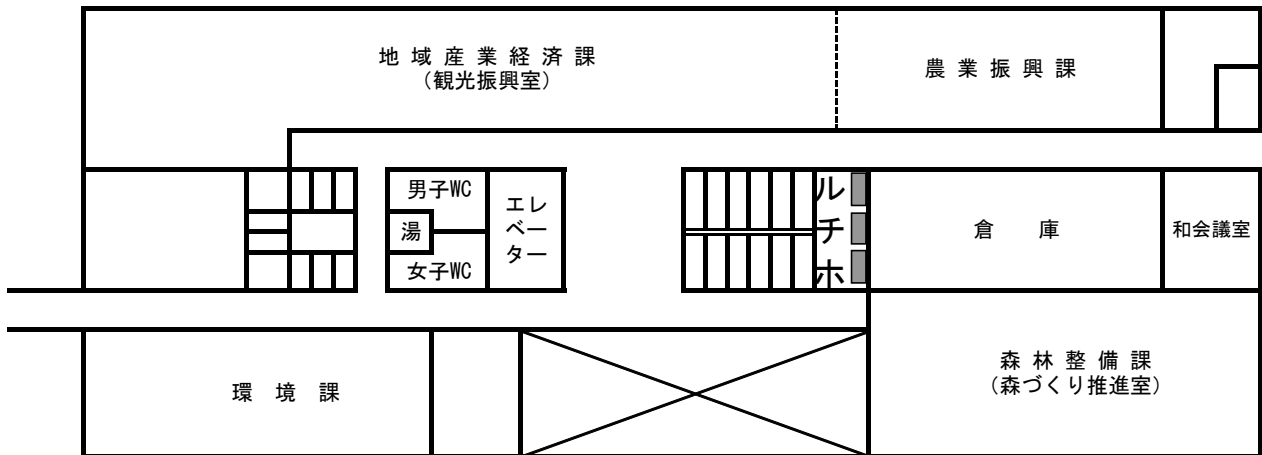 地域産業経済課
（観光振興室）
農業振興課
男子WC
湯
女子WC
エレ
ベー
ター
ル
チ
ホ
倉庫
和会議室
環境課
森林整備課
（森づくり推進室）